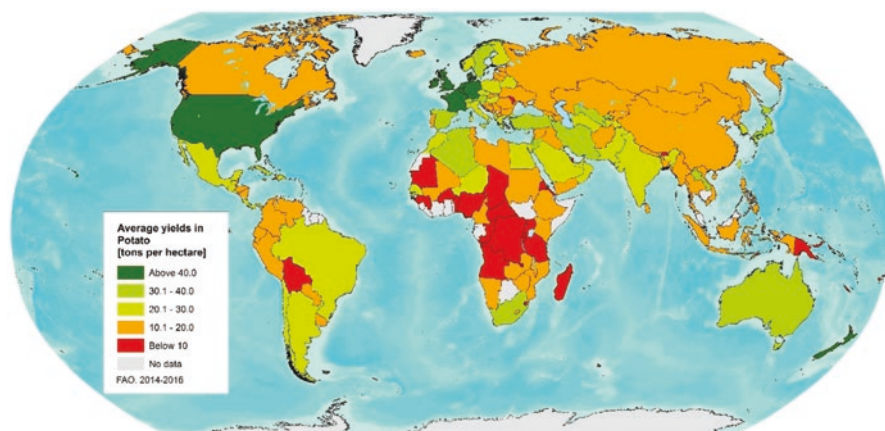 Average yields in
Potato
[tons per hectare]
Above 40.0
30.1 - 40.0
20.1 - 30.0
10.1 - 20.0
Below 10
No data
FAO. 2014-2016